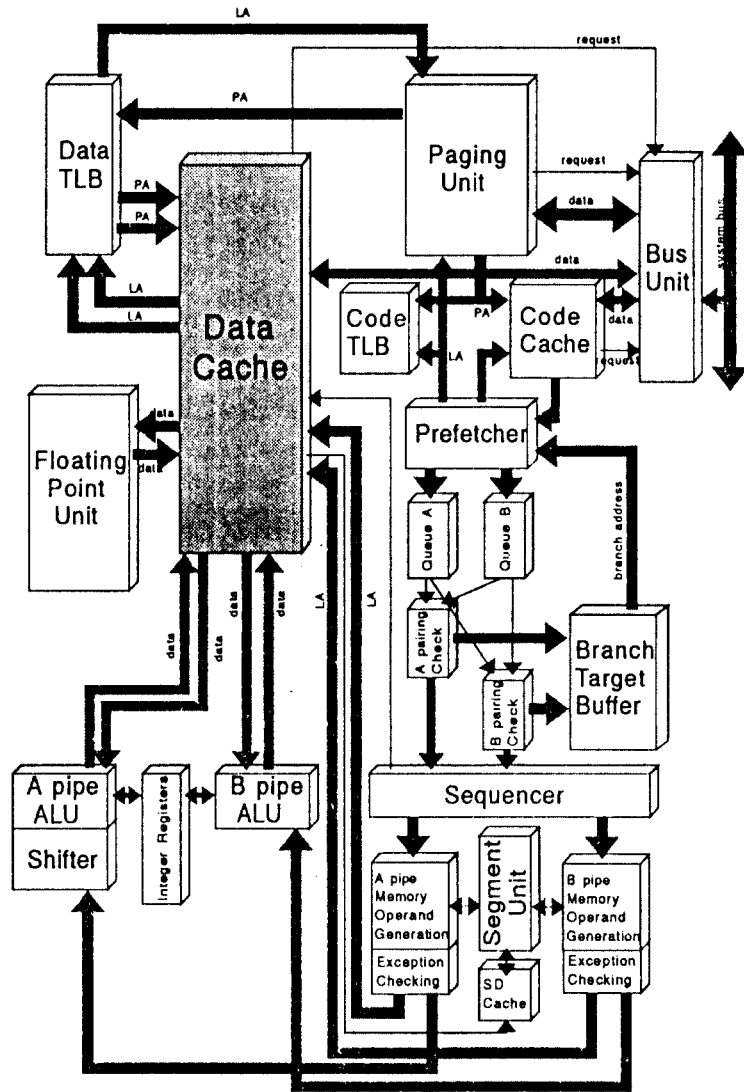 LA
request
PA
Data
TLB
Paging
Unit
request
PA
PA
data
Bus
Unit
system bus
data
LA
LA
Data
Cache
Code
TLB
PA
Code
Cache
data
LA
request
Prefetcher
Floating
Point
Unit
data
data
Queue A
Queue B
branch address
A pairing
Check
B pairing
Check
Branch
Target
Buffer
data
data
data
data
LA
LA
A pipe
ALU
Shifter
Integer Registers
B pipe
ALU
Sequencer
A pipe
Memory
Operand
Generation
Exception
Checking
Segment
Unit
SD
Cache
B pipe
Memory
Operand
Generation
Exception
Checking